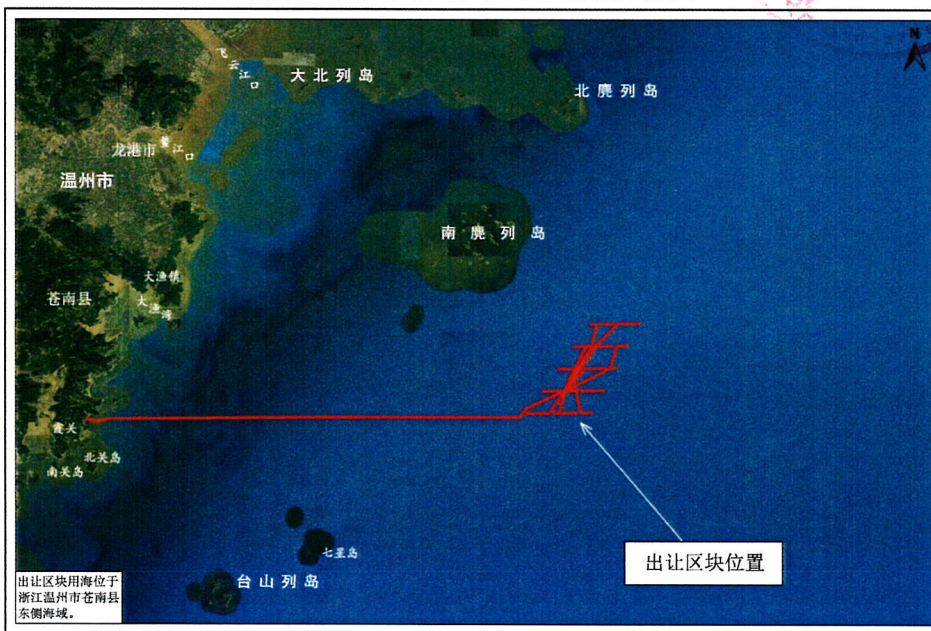 N
飞云江口
大北列岛
北麂列岛
鳌江口
龙港市
温州市
南麂列岛
大渔镇
大渔湾
苍南县
霞关
北关岛
南关岛
七星岛
台山列岛
出让区块位置
出让区块用海位于
浙江温州市苍南县
东侧海域。